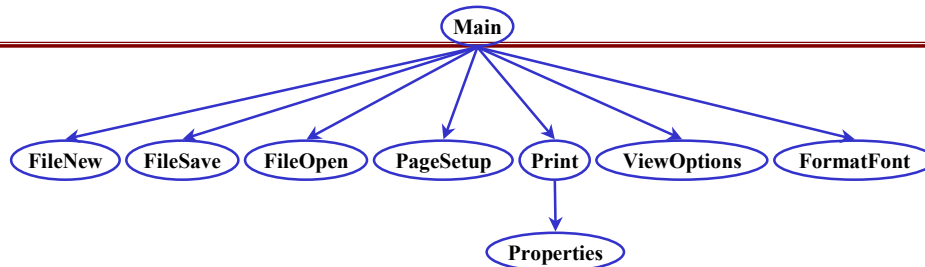 Main
FileNew FileSave FileOpen PageSetup Print ViewOptions FormatFont
Properties